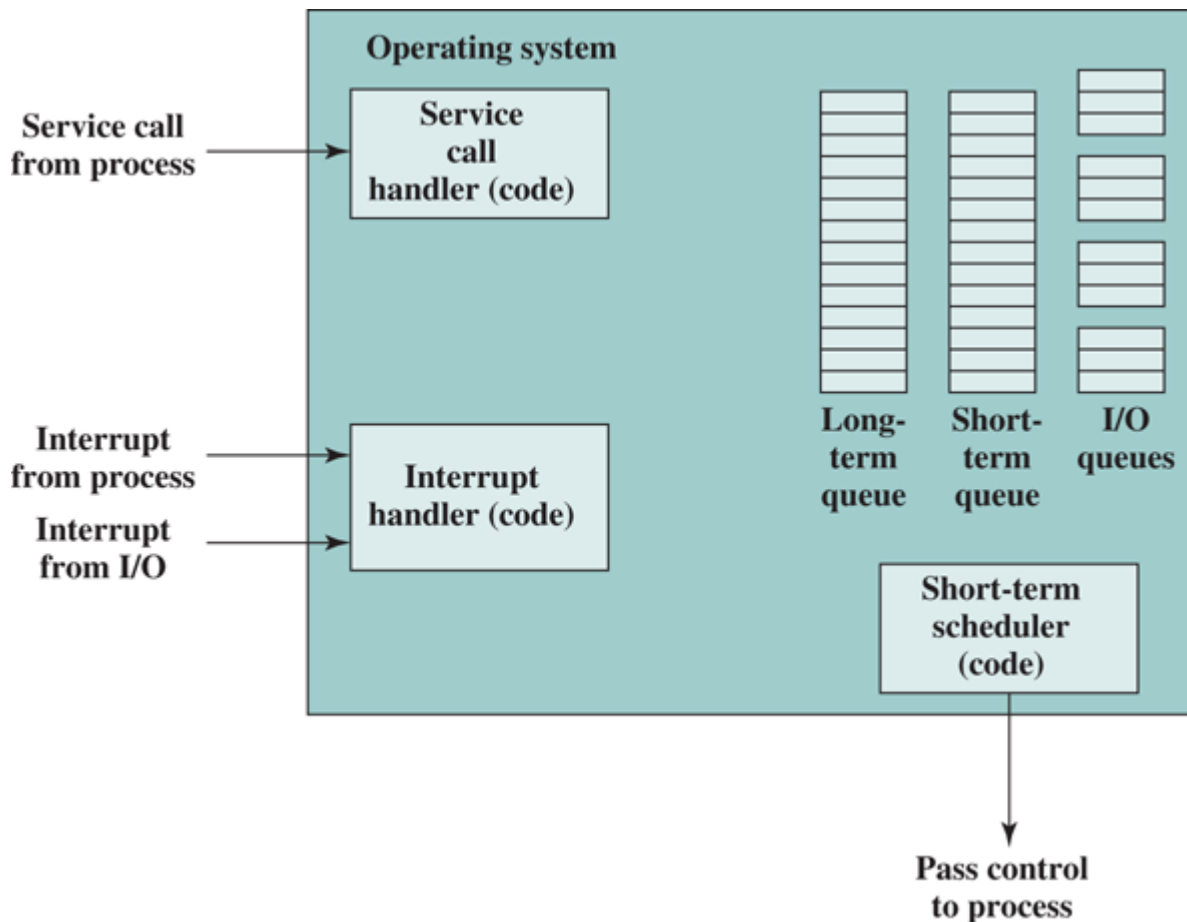 Operating system
Service call
from process
Service
call
handler (code)
Interrupt
from process
Interrupt
from I/O
Interrupt
handler (code)
Long-
term
queue
Short-
term
queue
I/O
queues
Short-term
scheduler
(code)
Pass control
to process